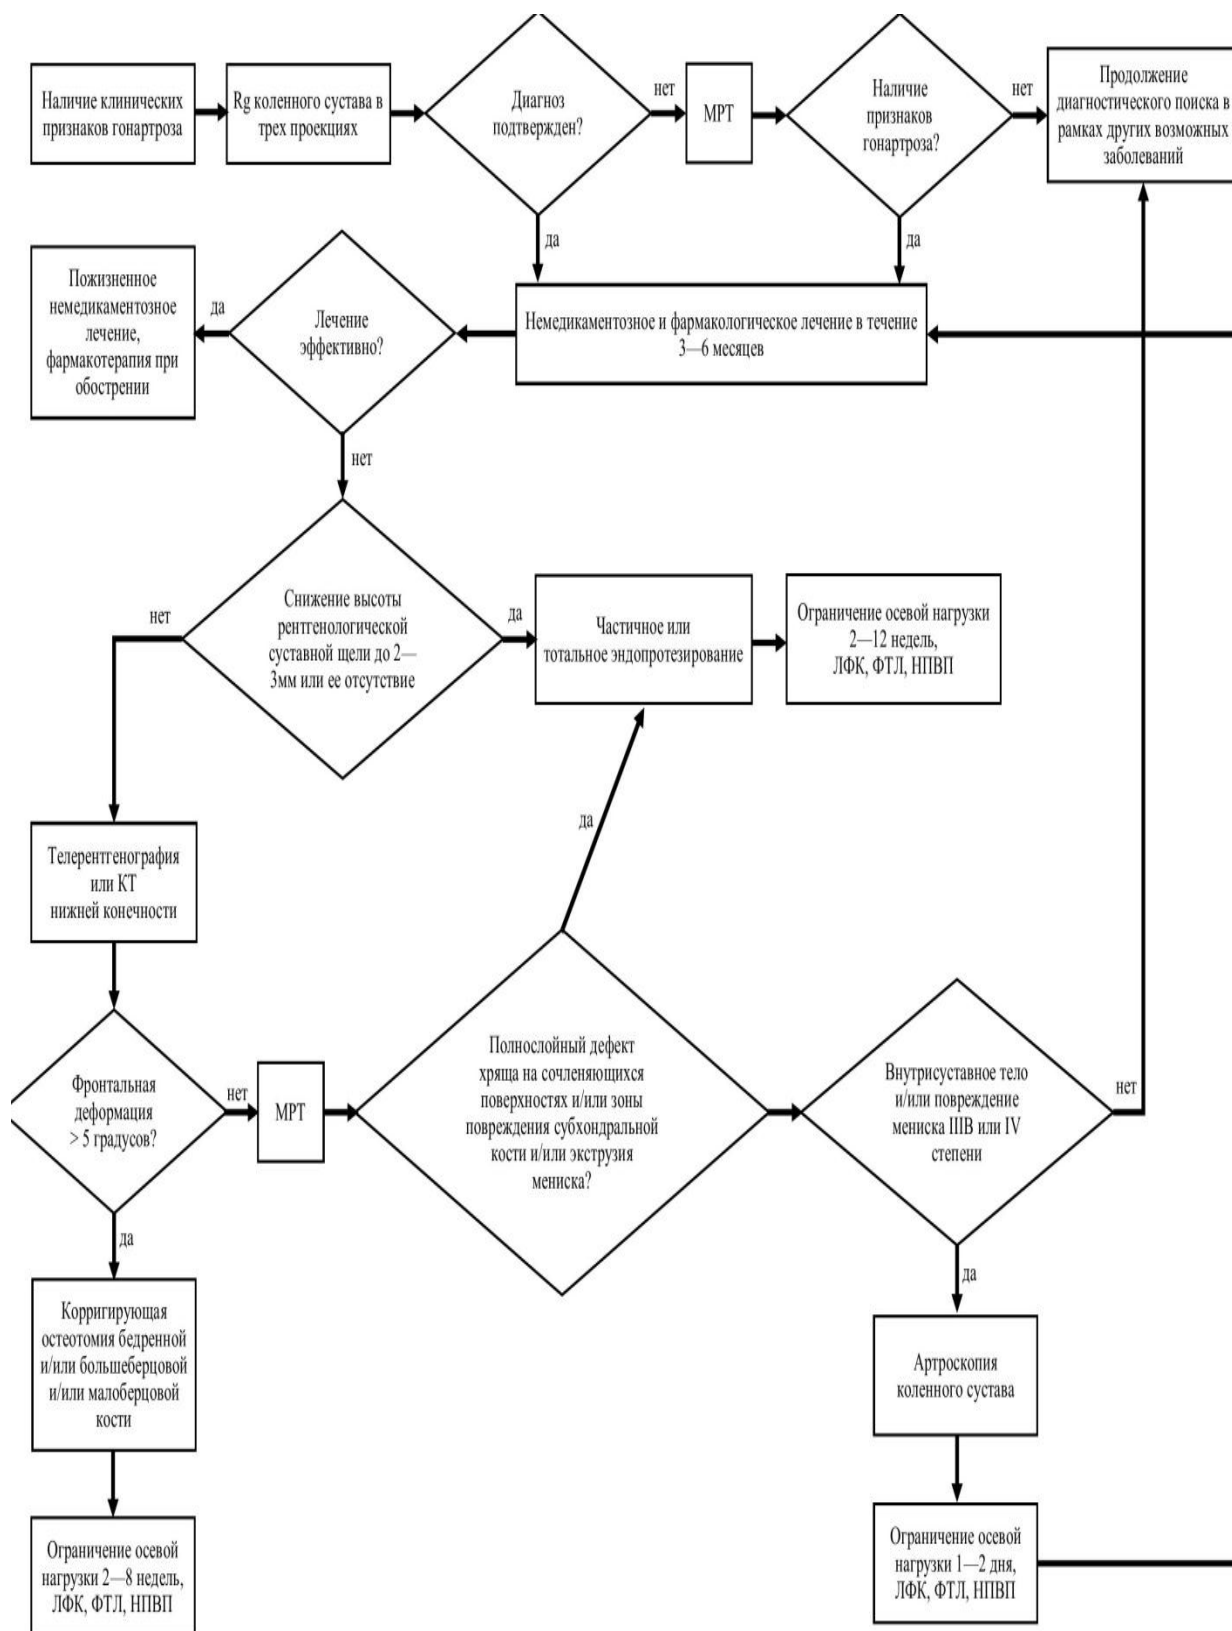 Наличие клинических
признаков гонартроза
Rg коленного сустава в
трех проекциях
Диагноз
подтвержден?
нет
МРТ
Наличие
признаков
гонартроза?
нет
Продолжение
диагностического поиска в
рамках других возможных
заболеваний
да
да
Пожизненное
немедикаментозное
лечение,
фармакотерапия при
обострении
да
Лечение
эффективно?
Немедикаментозное и фармакологическое лечение в течение
3—6 месяцев
нет
нет
Снижение высоты
рентгенологической
суставной щели до 2—
3мм или ее отсутствие
да
Частичное или
тотальное эндопротезирование
Ограничение осевой нагрузки
2—12 недель,
ЛФК, ФТЛ, НПВП
да
Телерентгенография
или КТ
нижней конечности
Фронтальная
деформация
> 5 градусов?
нет
МРТ
Полнослойный дефект
хряща на сочленяющихся
поверхностях и/или зоны
повреждения субхондральной
кости и/или экструзия
мениска?
Внутрисуставное тело
и/или повреждение
мениска IIIB или IV
степени
нет
да
да
Корригирующая
остеотомия бедренной
и/или большеберцовой
и/или малоберцовой
кости
Артроскопия
коленного сустава
Ограничение осевой
нагрузки 2—8 недель,
ЛФК, ФТЛ, НПВП
Ограничение осевой
нагрузки 1—2 дня,
ЛФК, ФТЛ, НПВП